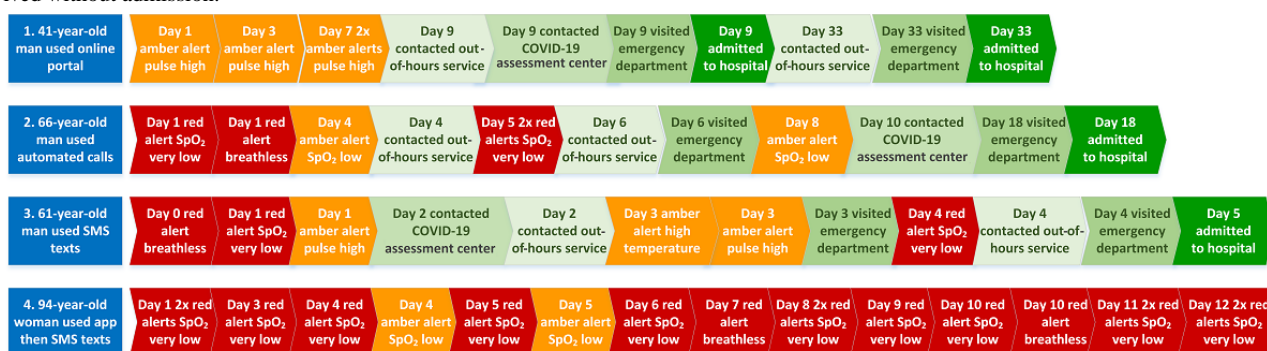 1. 41-year-old
man used online
portal
Day 1
amber alert
pulse high
Day 3
amber alert
pulse high
Day 7 2x
amber alerts
pulse high
Day 9
contacted out-
of-hours service
Day 9 contacted
COVID-19
assessment center
Day 9 visited
emergency
department
Day 9
admitted
to hospital
Day 33
contacted out-
of-hours service
Day 33 visited
emergency
department
Day 33
admitted
to hospital
2. 66-year-old
man used
automated calls
Day 1 red
alert SpO₂
very low
Day 1 red
alert
breathless
Day 4
amber alert
SpO₂ low
Day 4
contacted out-
of-hours service
Day 5 2x red
alerts SpO₂
very low
Day 6
contacted out-
of-hours service
Day 6 visited
emergency
department
Day 8
amber alert
SpO₂ low
Day 10 contacted
COVID-19
assessment center
Day 18 visited
emergency
department
Day 18
admitted
to hospital
3. 61-year-old
man used SMS
texts
Day 0 red
alert
breathless
Day 1 red
alert SpO₂
very low
Day 1
amber alert
pulse high
Day 2 contacted
COVID-19
assessment center
Day 2
contacted out-
of-hours service
Day 3 amber
alert high
temperature
Day 3
amber alert
pulse high
Day 3 visited
emergency
department
Day 4 red
alert SpO₂
very low
Day 4
contacted out-of-
hours service
Day 4 visited
emergency
department
Day 5
admitted
to hospital
4. 94-year-old
woman used app
then SMS texts
Day 1 2x red
alerts SpO₂
very low
Day 3 red
alert SpO₂
very low
Day 4 red
alert SpO₂
very low
Day 4
amber alert
SpO₂ low
Day 5 red
alert SpO₂
very low
Day 5
amber alert
SpO₂ low
Day 6 red
alert SpO₂
very low
Day 7 red
alert
breathless
Day 8 2x red
alerts SpO₂
very low
Day 9 red
alert SpO₂
very low
Day 10 red
alert SpO₂
very low
Day 10 red
alert
breathless
Day 11 2x red
alerts SpO₂
very low
Day 12 2x red
alerts SpO₂
very low